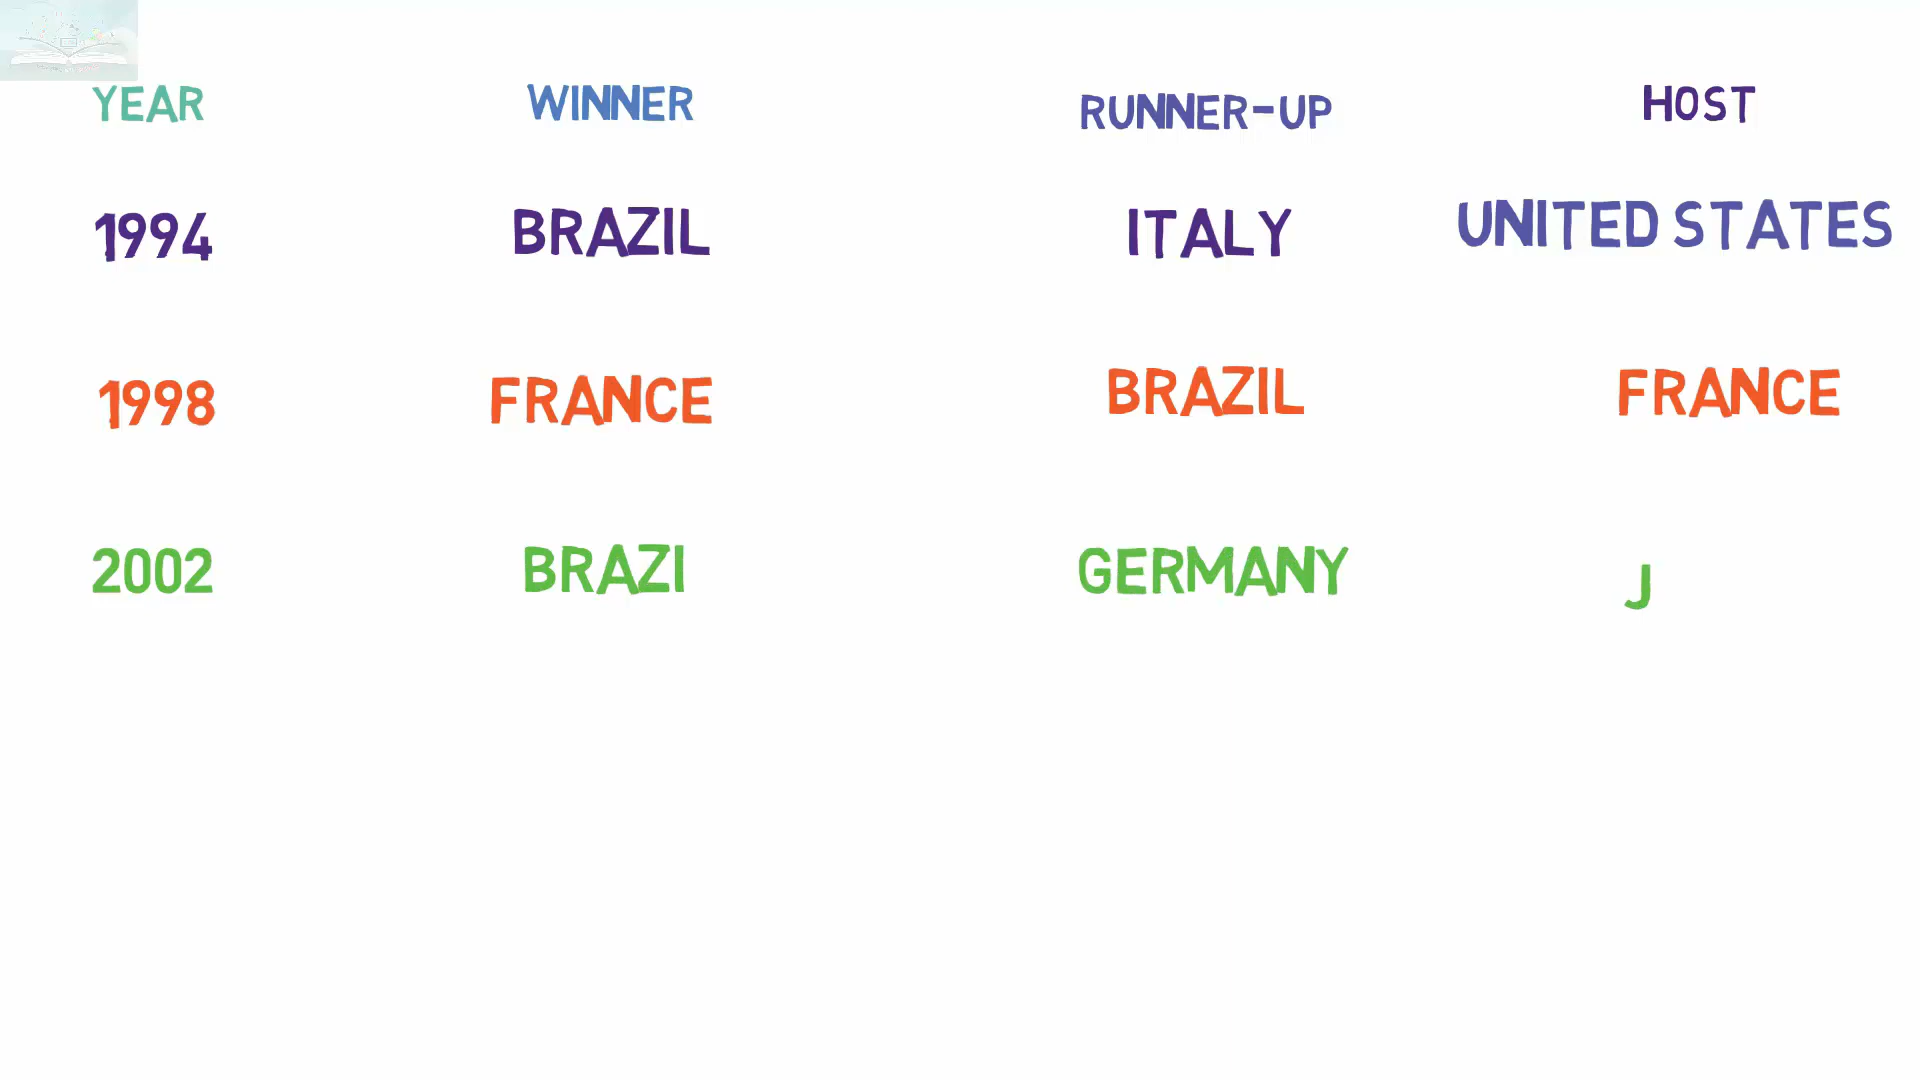 YEAR WINNER RUNNER-UP HOST
1994 BRAZIL ITALY UNITED STATES
1998 FRANCE BRAZIL FRANCE
2002 BRAZI GERMANY J